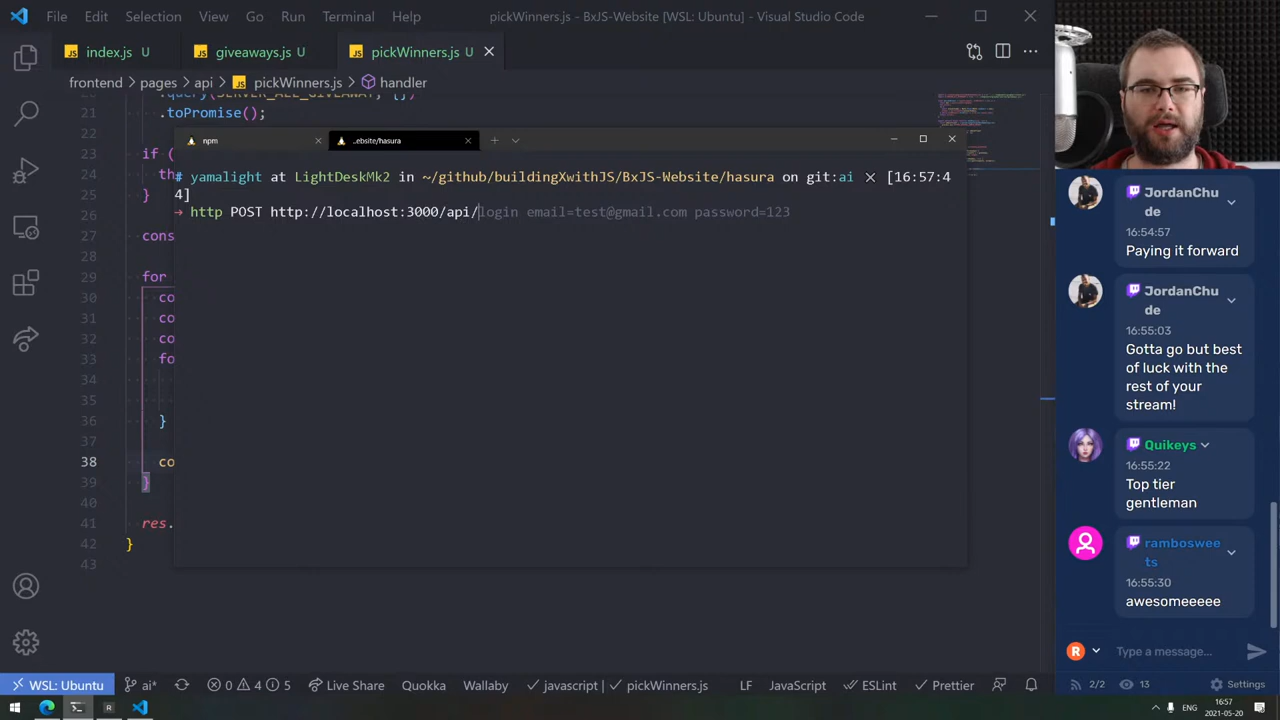 File Edit Selection View Go Run Terminal Help pickWinners.js - BxJS-Website [WSL: Ubuntu] - Visual Studio Code
JS index.js U JS giveaways.js U JS pickWinners.js U
frontend > pages > api > JS pickWinners.js > handler
21 .toPromise();
22
23 if (
24 th
25 }
26
27 cons
28
29 for
30 co
31 co
32 co
33 fo
34
35
36 }
37
38 co
39 }
40
41 res.
42 }
43
npm ..ebsite/hasura
# yamalight at LightDeskMk2 in ~/github/buildingXwithJS/BxJS-Website/hasura on git:ai ✕ [16:57:4
4]
→ http POST http://localhost:3000/api/login email=test@gmail.com password=123
JordanChu
de
16:54:57
Paying it forward
JordanChu
de
16:55:03
Gotta go but best
of luck with the
rest of your
stream!
Quikeys
16:55:22
Top tier
gentleman
ramboswee
ts
16:55:30
awesomeeeee
R Type a message...
2/2 13 Settings
WSL: Ubuntu ai* 0 4 5 Live Share Quokka Wallaby javascript | pickWinners.js LF JavaScript ESLint Prettier
R ENG 16:57
2021-05-20